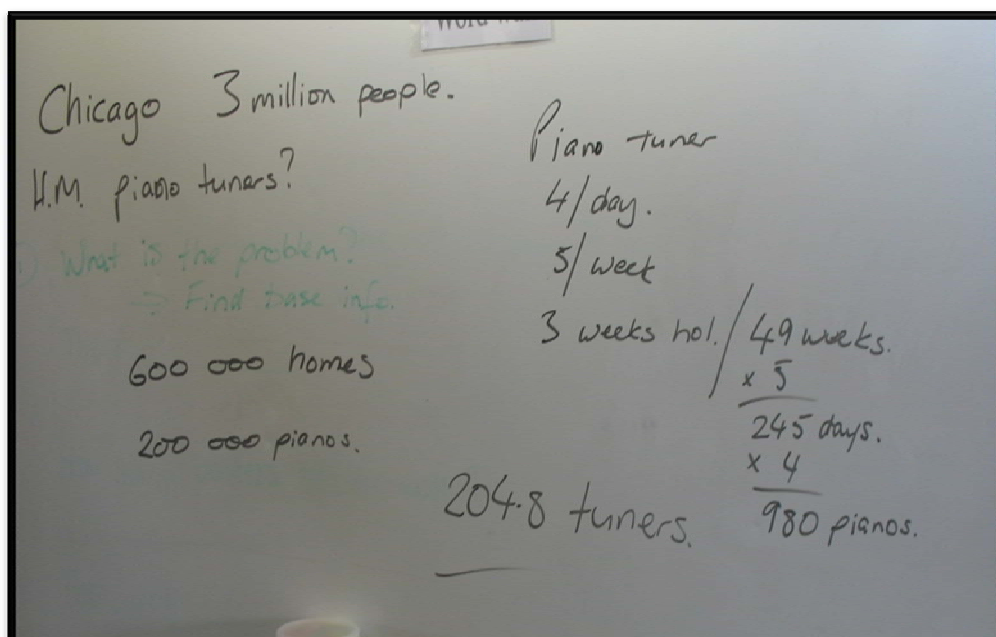 Chicago 3 million people.
H.M. piano tuners?
What is the problem?
⇒ Find base info.
600 000 homes
200 000 pianos.
Piano tuner
4/day.
5/week
3 weeks hol. / 49 weeks.
x 5
245 days.
x 4
980 pianos.
204.8 tuners.